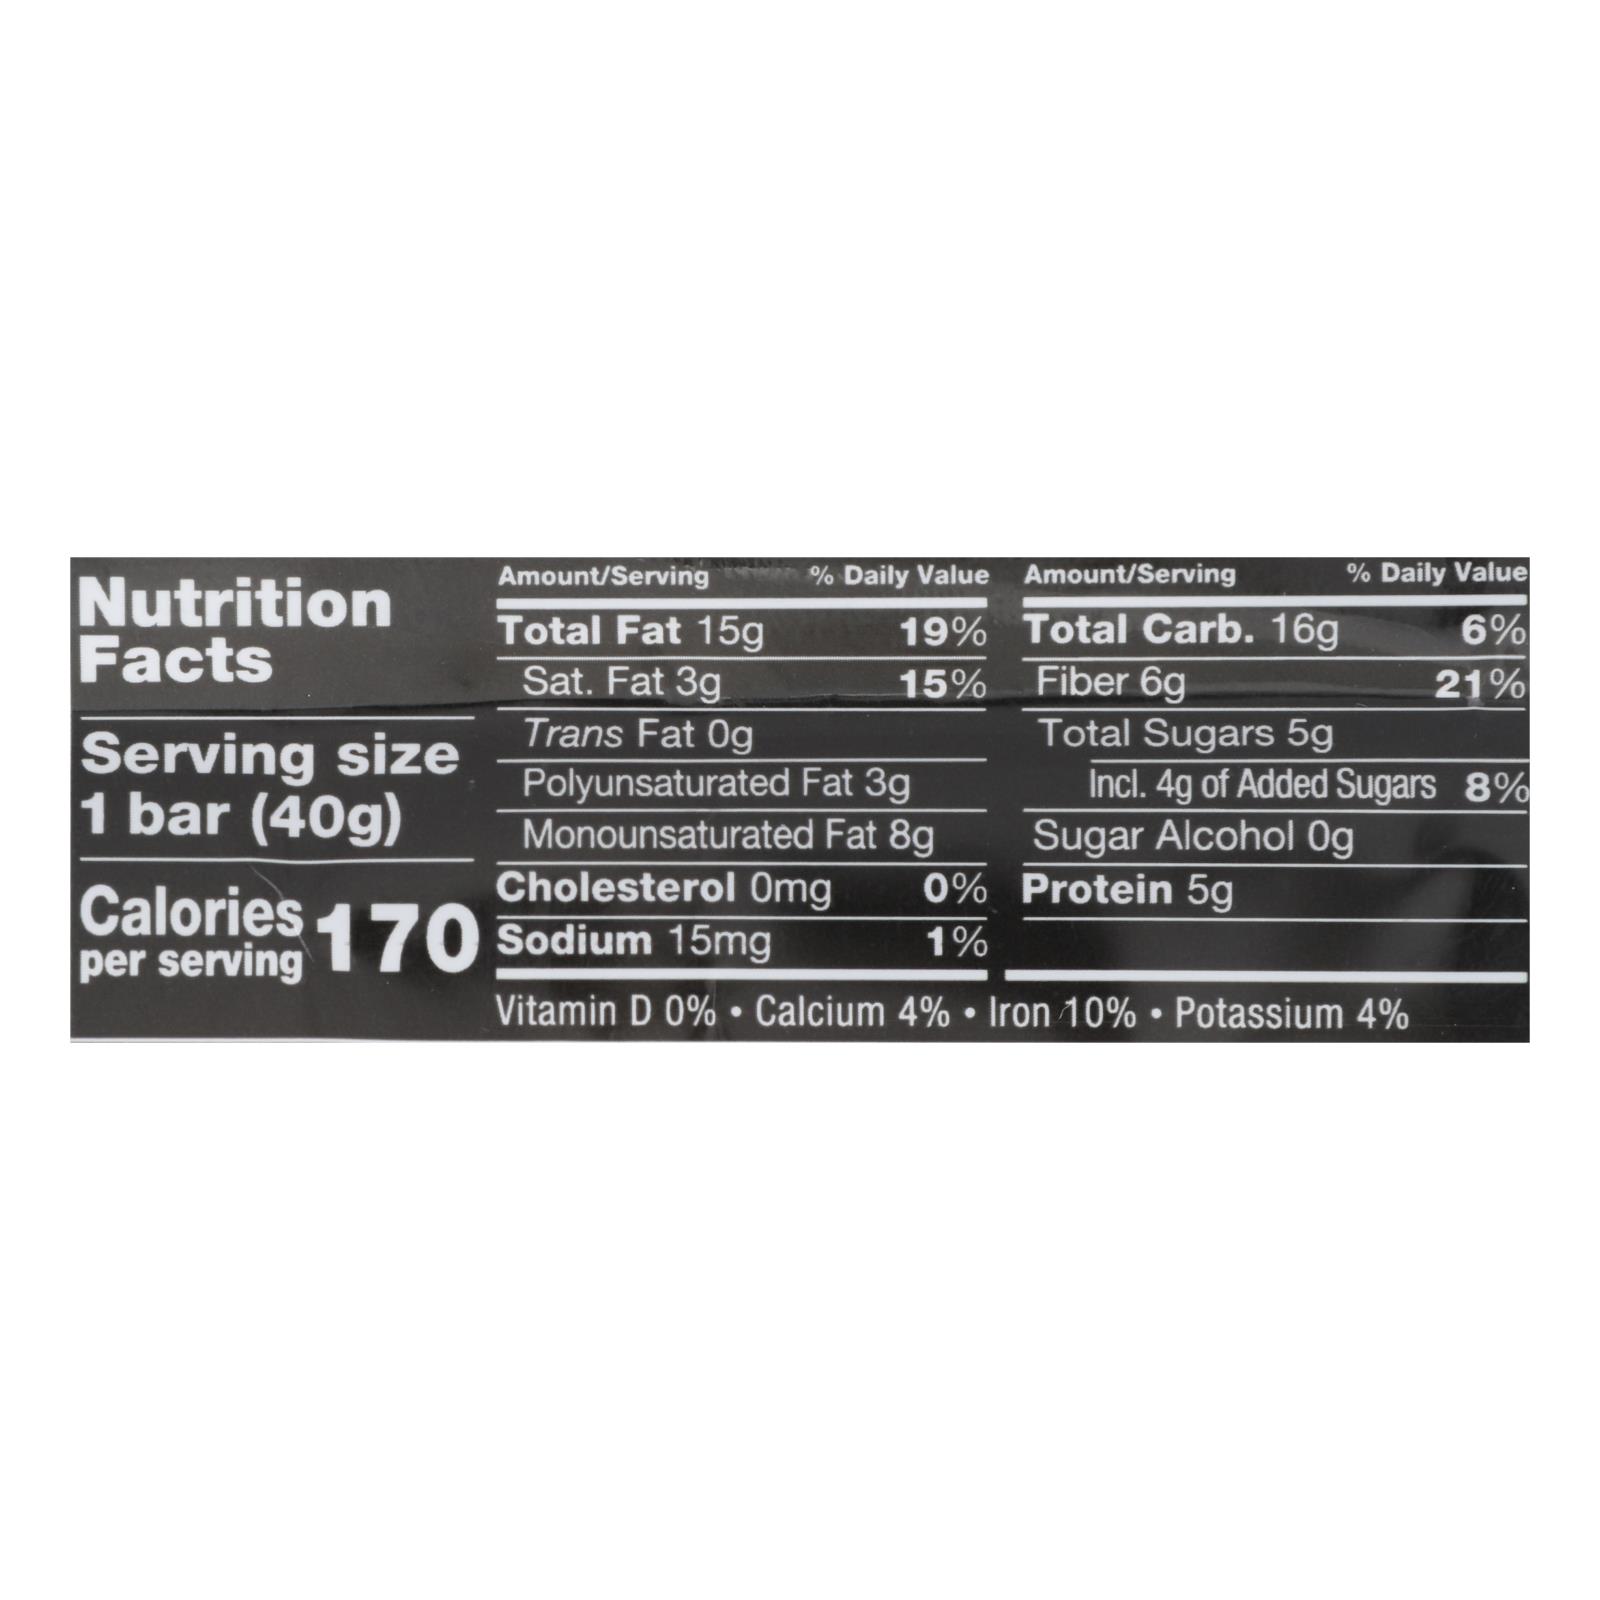 Nutrition
Facts
Serving size
1 bar (40g)
Calories
per serving
170
Amount/Serving % Daily Value
Total Fat 15g 19%
Sat. Fat 3g 15%
Trans Fat 0g
Polyunsaturated Fat 3g
Monounsaturated Fat 8g
Cholesterol 0mg 0%
Sodium 15mg 1%
Amount/Serving % Daily Value
Total Carb. 16g 6%
Fiber 6g 21%
Total Sugars 5g
Incl. 4g of Added Sugars 8%
Sugar Alcohol 0g
Protein 5g
Vitamin D 0% • Calcium 4% • Iron 10% • Potassium 4%